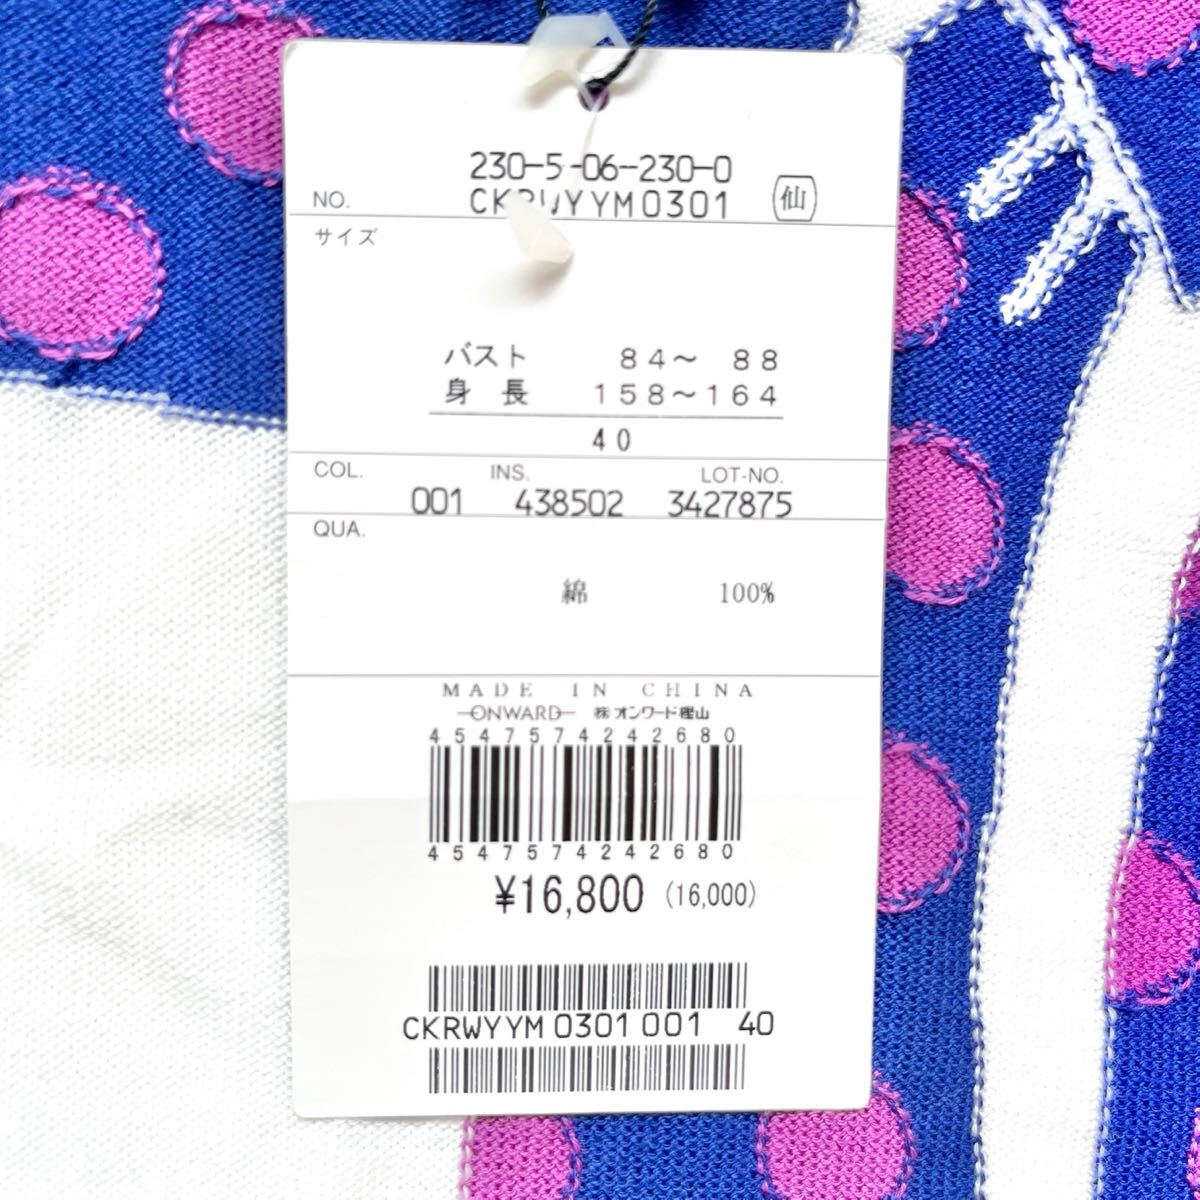 230-5-06-230-0
NO. CKRWYYM0301 仙
サイズ
バスト 84～ 88
身長 158～164
40
COL. INS. LOT-NO.
001 438502 3427875
QUA.
綿 100%
MADE IN CHINA
ONWARD ㈱オンワード樫山
4547574242680
4547574242680
¥16,800 (16,000)
CKRWYYM0301001 40